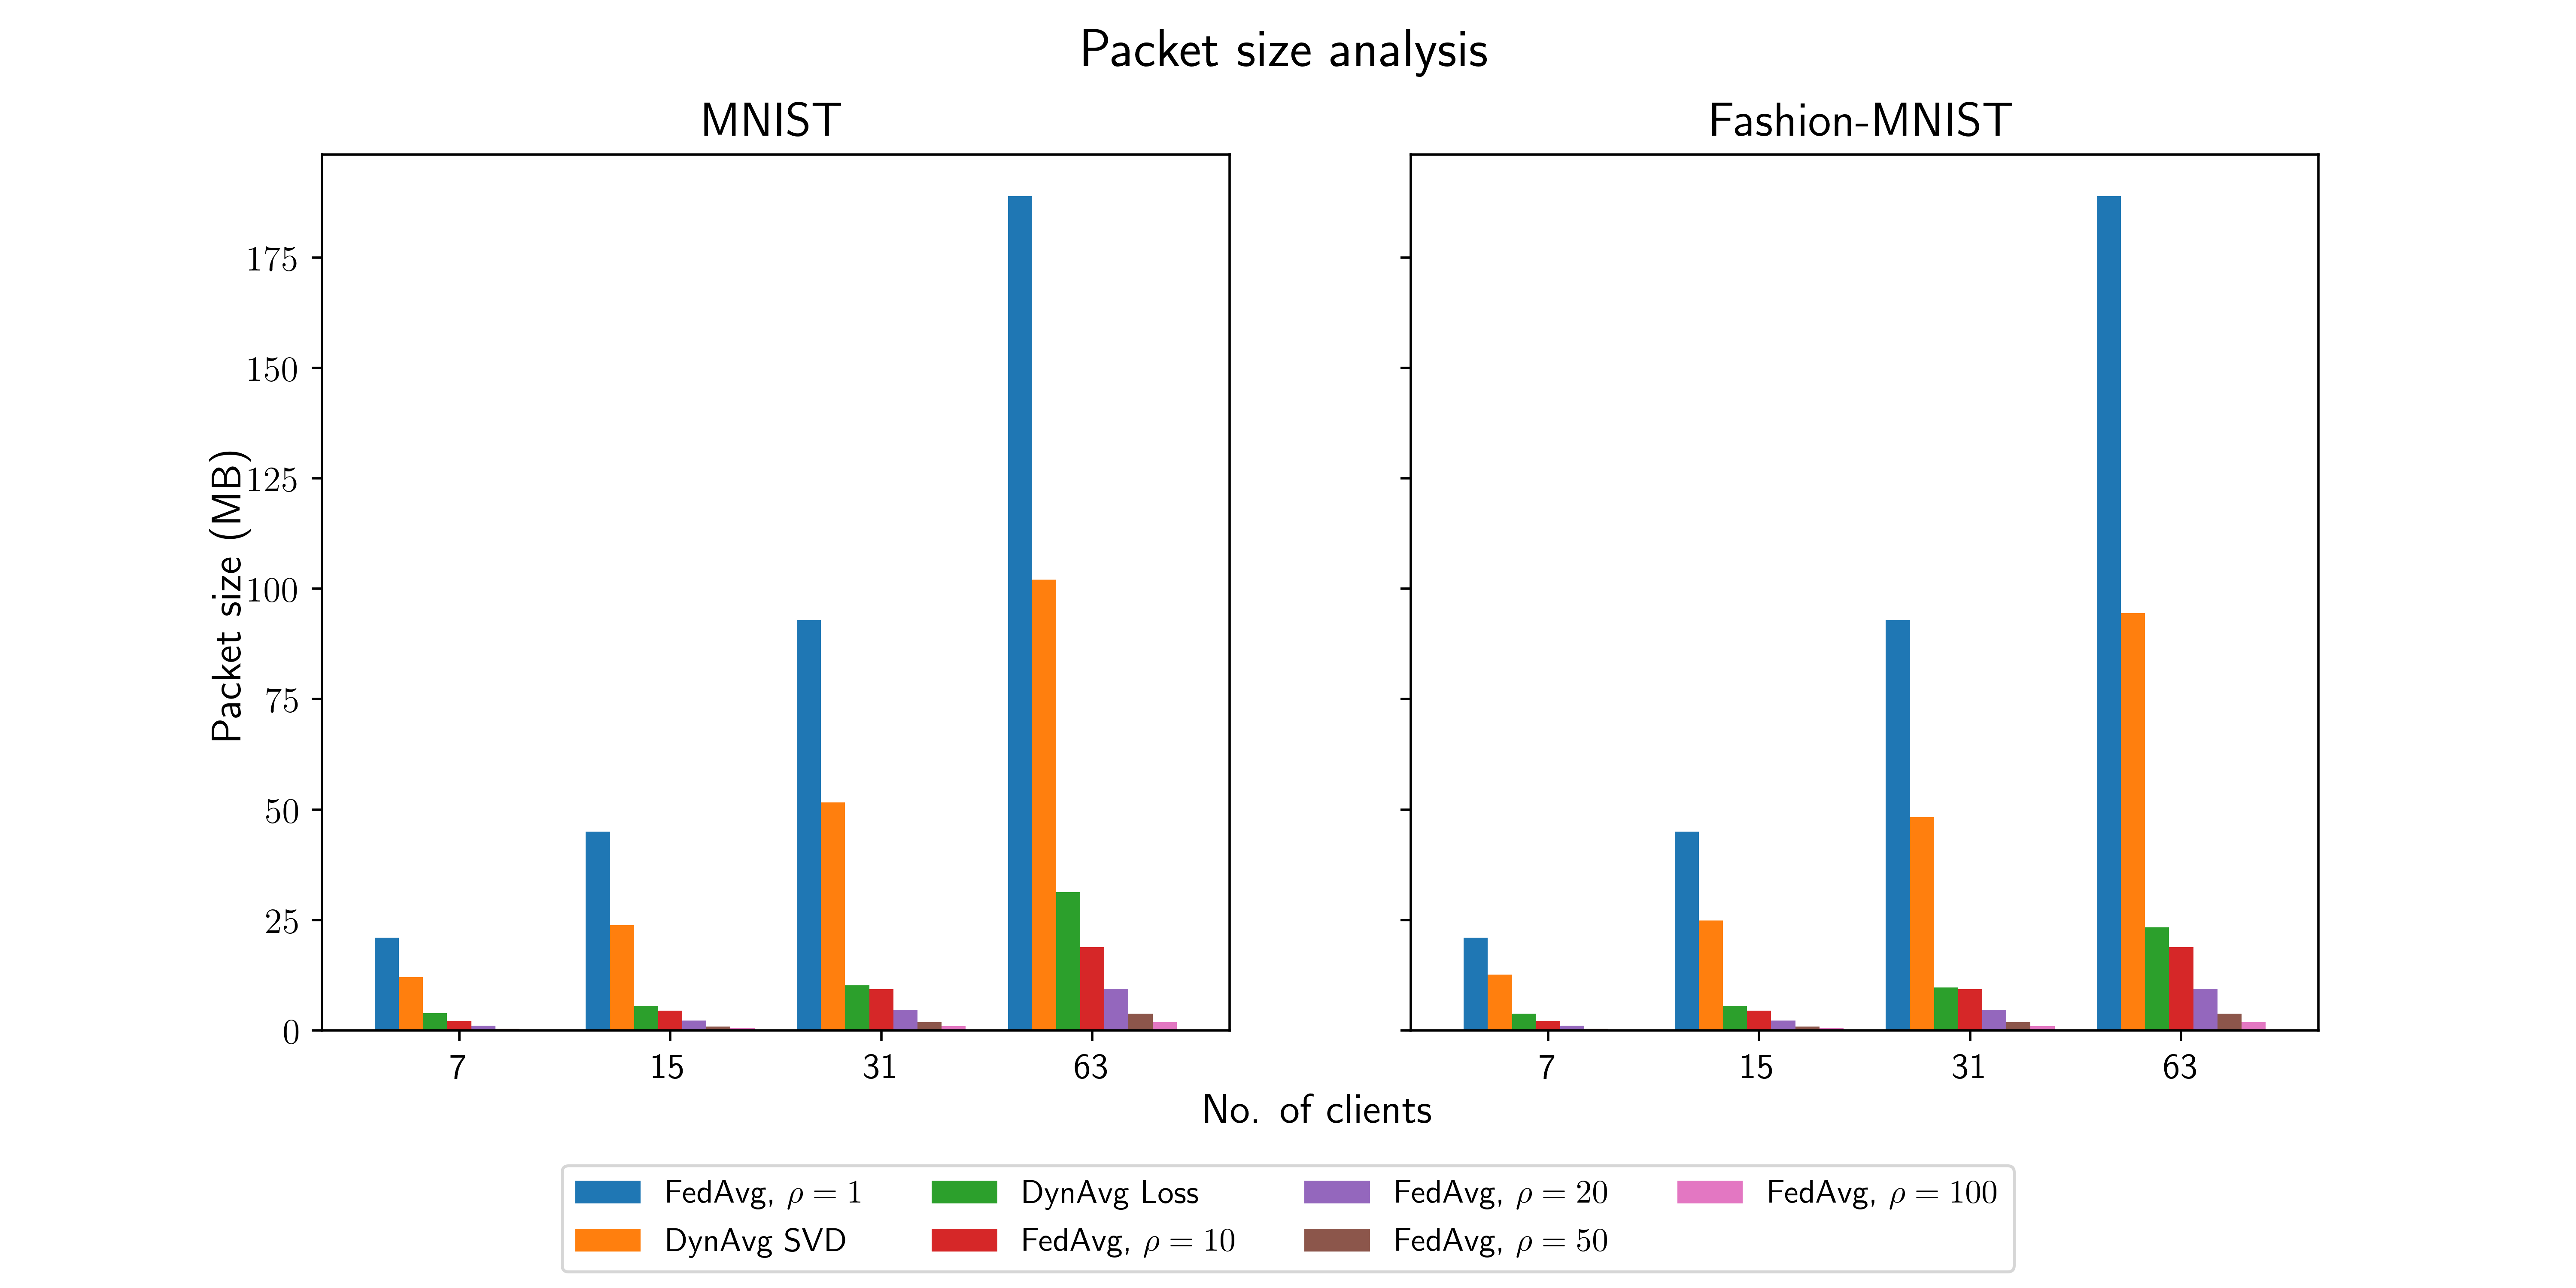 Packet size analysis
MNIST
Fashion-MNIST
Packet size (MB)
175
150
125
100
75
50
25
0
7 15 31 63
7 15 31 63
No. of clients
FedAvg, ρ = 1
DynAvg SVD
DynAvg Loss
FedAvg, ρ = 10
FedAvg, ρ = 20
FedAvg, ρ = 50
FedAvg, ρ = 100